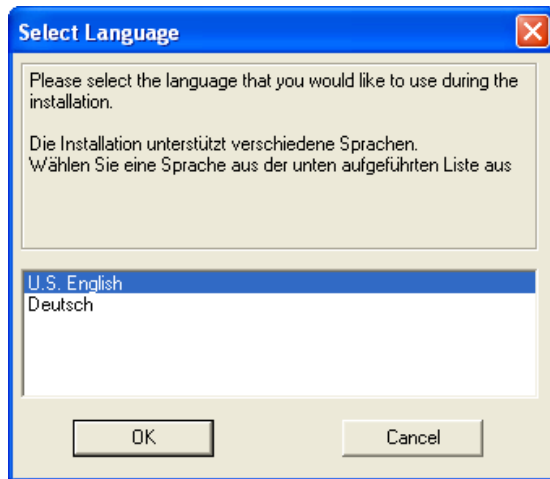 Select Language
Please select the language that you would like to use during the
installation.
Die Installation unterstützt verschiedene Sprachen.
Wählen Sie eine Sprache aus der unten aufgeführten Liste aus
U.S. English
Deutsch
OK
Cancel